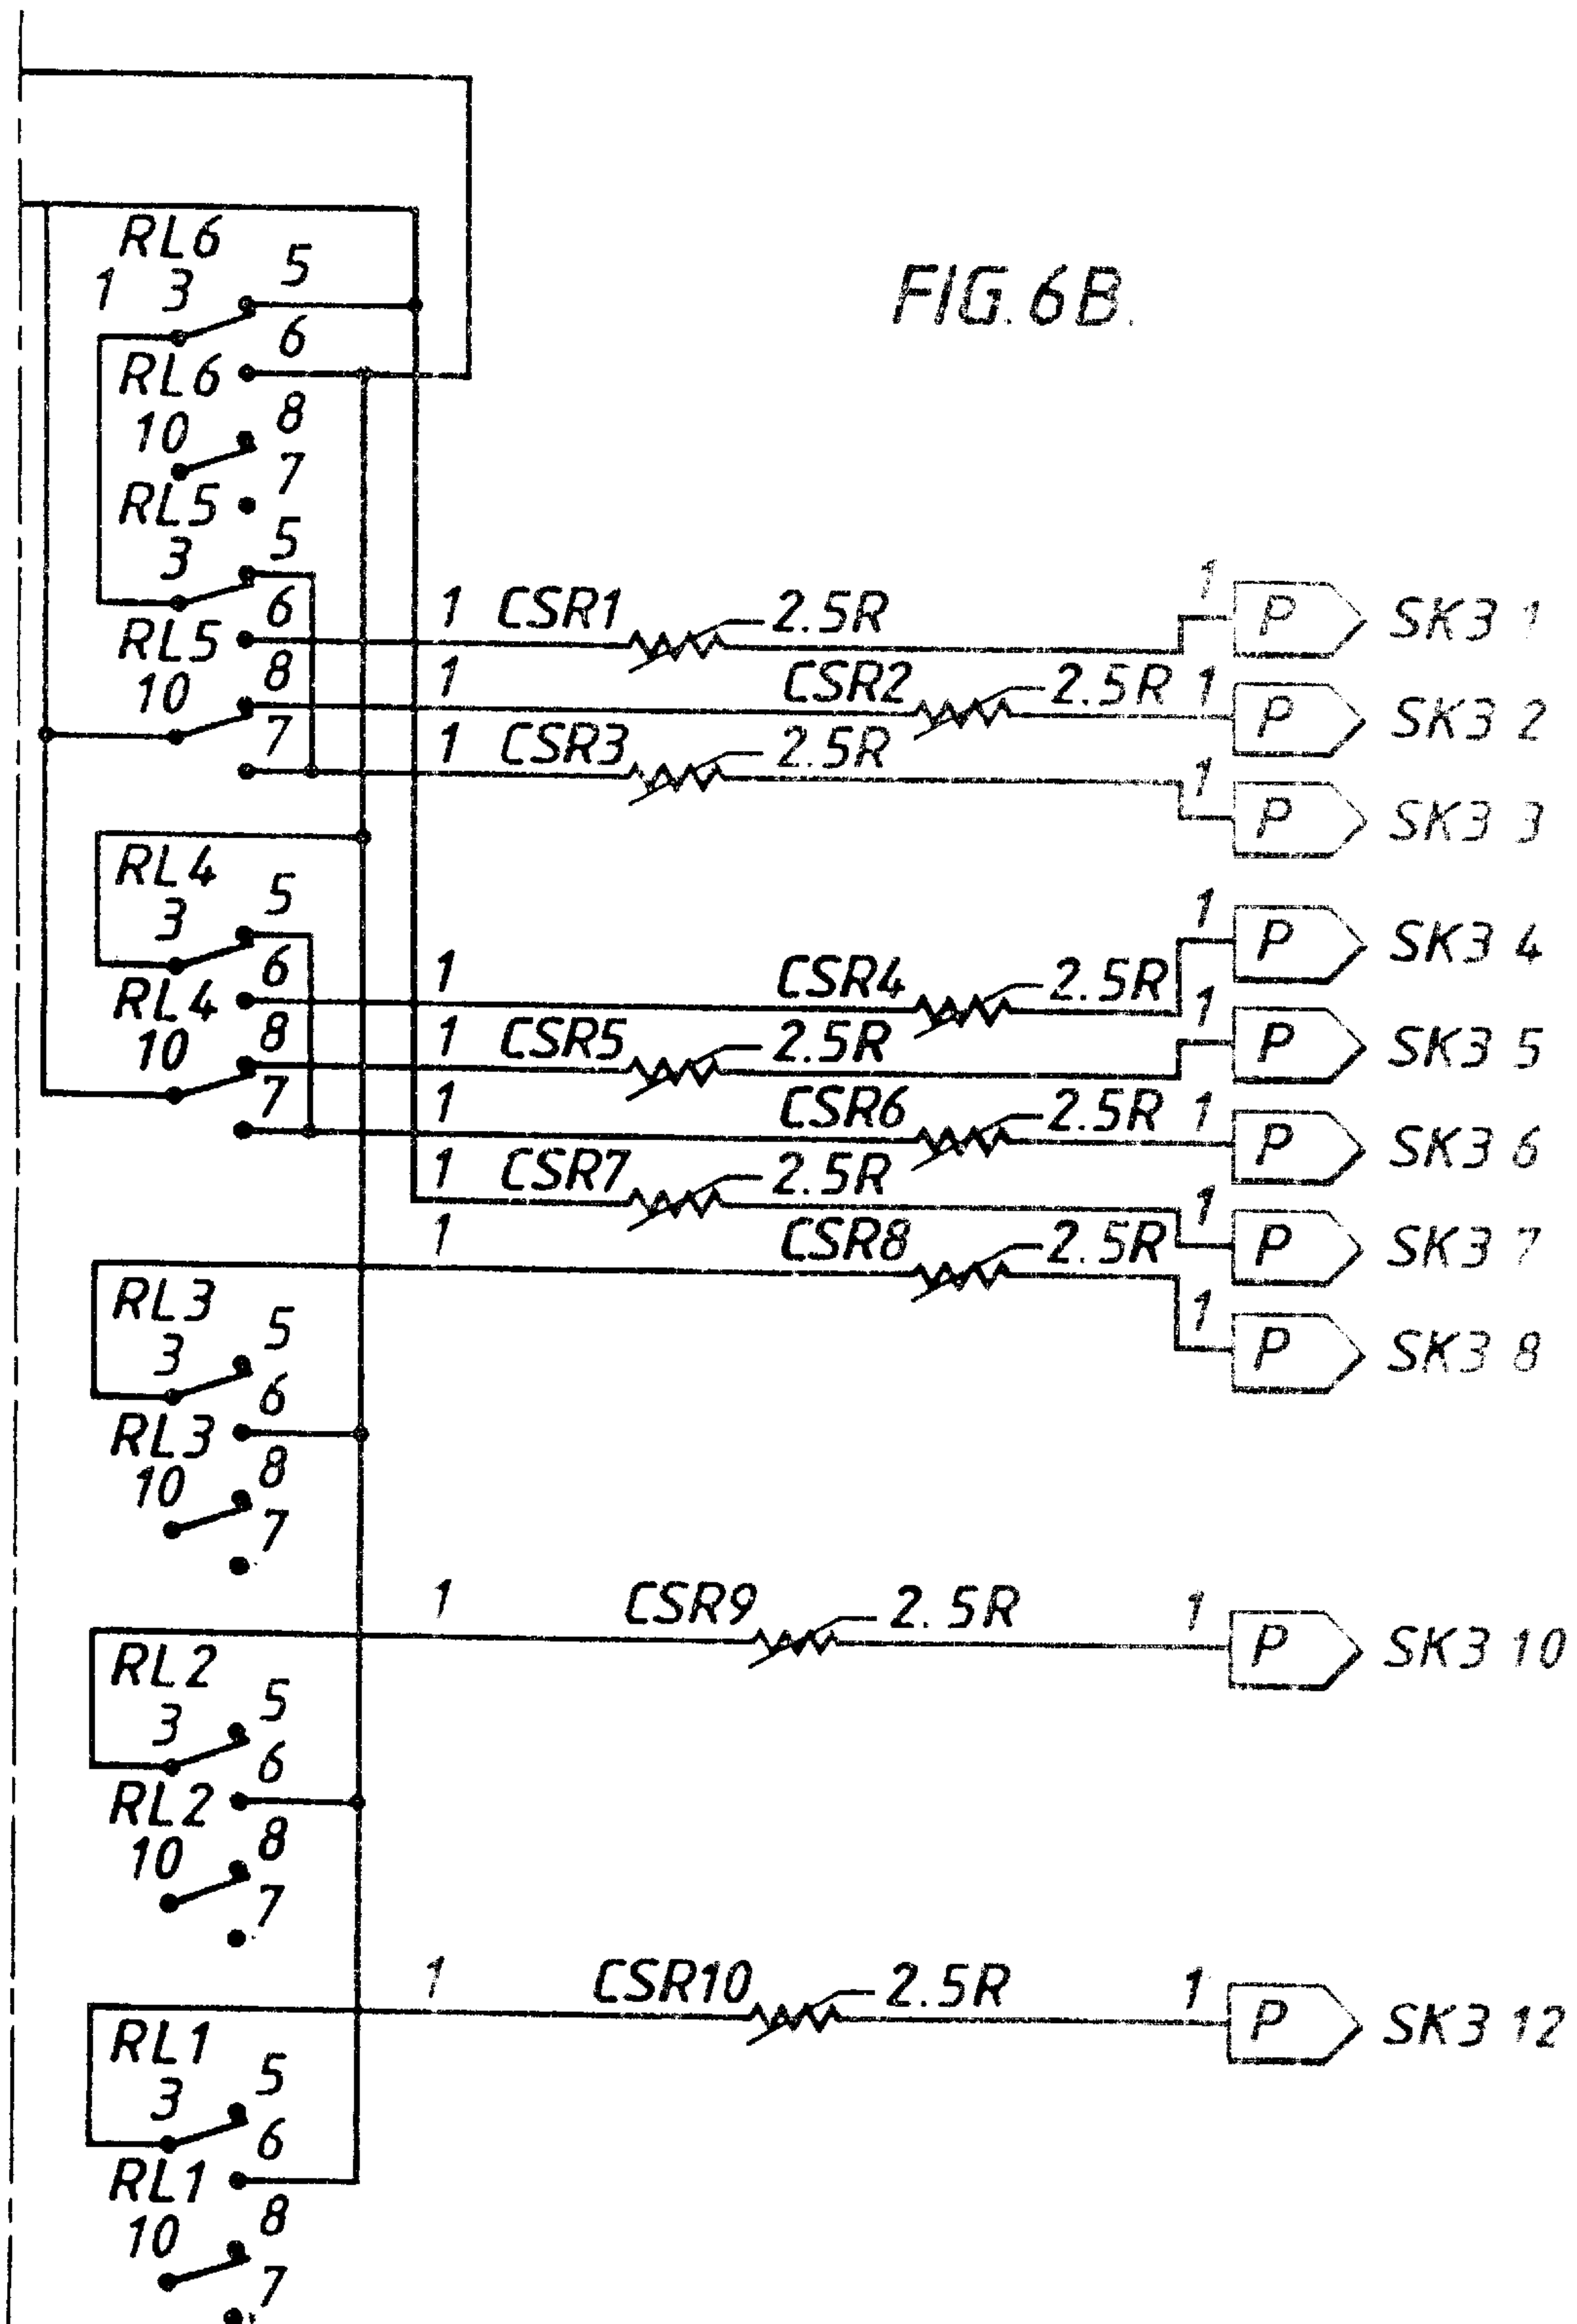 FIG. 6B.
RL6
1 3 5
6
RL6
10 8
7
RL5
3 5
6
1 CSR1 2.5R 1 P SK3 1
RL5
10 8
1 CSR2 2.5R 1 P SK3 2
7
1 CSR3 2.5R 1 P SK3 3
RL4
3 5
6
1 CSR4 2.5R 1 P SK3 4
RL4
10 8
1 CSR5 2.5R 1 P SK3 5
7
1 CSR6 2.5R 1 P SK3 6
1 CSR7 2.5R 1 P SK3 7
1 CSR8 2.5R 1 P SK3 8
RL3
3 5
6
RL3
10 8
7
1 CSR9 2.5R 1 P SK3 10
RL2
3 5
6
RL2
10 8
7
1 CSR10 2.5R 1 P SK3 12
RL1
3 5
6
RL1
10 8
7